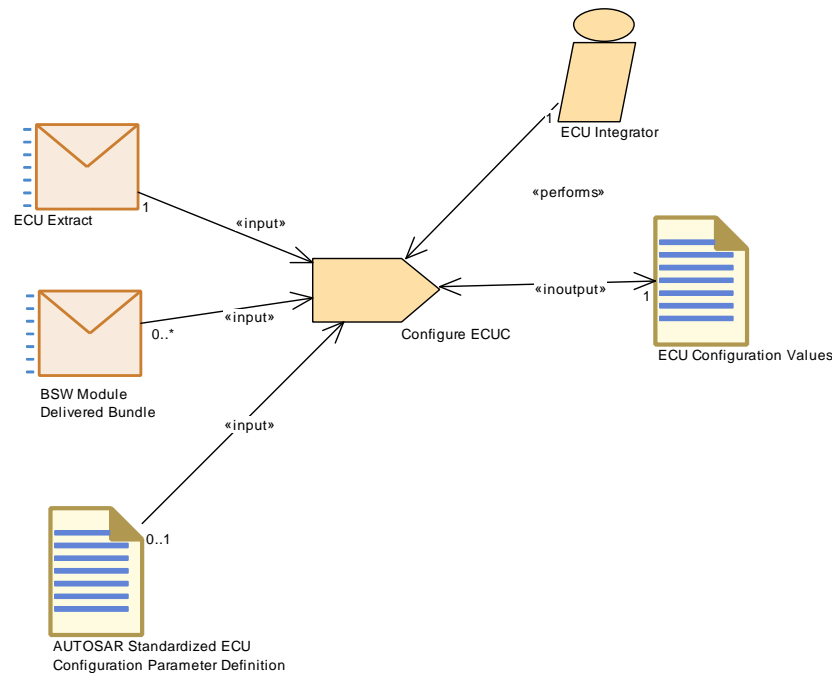 1
ECU Integrator
ECU Extract
1
«input»
«performs»
BSW Module
Delivered Bundle
0..*
«input»
Configure ECUC
«inoutput»
1
ECU Configuration Values
«input»
0..1
AUTOSAR Standardized ECU
Configuration Parameter Definition